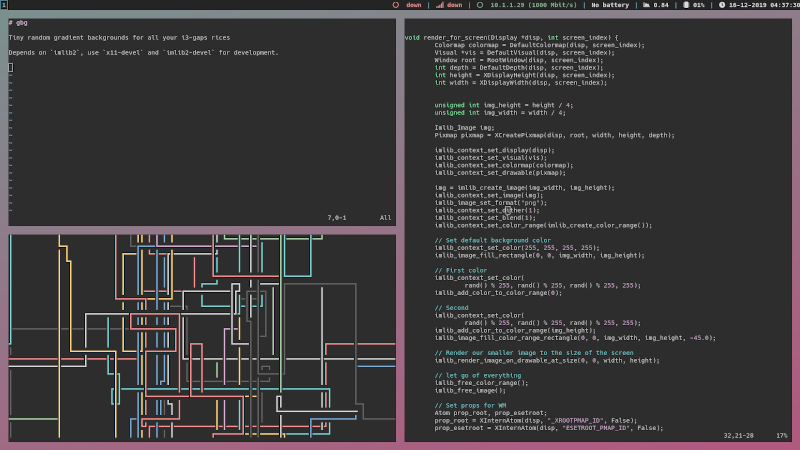 1 down | down | 10.1.1.28 (1000 Mbit/s) | No battery | 0.84 | 01% | 16-12-2019 04:37:30
# gbg
Tiny random gradient backgrounds for all your i3-gaps rices
Depends on `imlib2`, use `x11-devel` and `imlib2-devel` for development.
7,0-1 All
void render_for_screen(Display *disp, int screen_index) {
Colormap colormap = DefaultColormap(disp, screen_index);
Visual *vis = DefaultVisual(disp, screen_index);
Window root = RootWindow(disp, screen_index);
int depth = DefaultDepth(disp, screen_index);
int height = XDisplayHeight(disp, screen_index);
int width = XDisplayWidth(disp, screen_index);
unsigned int img_height = height / 4;
unsigned int img_width = width / 4;
Imlib_Image img;
Pixmap pixmap = XCreatePixmap(disp, root, width, height, depth);
imlib_context_set_display(disp);
imlib_context_set_visual(vis);
imlib_context_set_colormap(colormap);
imlib_context_set_drawable(pixmap);
img = imlib_create_image(img_width, img_height);
imlib_context_set_image(img);
imlib_image_set_format("png");
imlib_context_set_dither(1);
imlib_context_set_blend(1);
imlib_context_set_color_range(imlib_create_color_range());
// Set default background color
imlib_context_set_color(255, 255, 255, 255);
imlib_image_fill_rectangle(0, 0, img_width, img_height);
// First color
imlib_context_set_color(
rand() % 255, rand() % 255, rand() % 255, 255);
imlib_add_color_to_color_range(0);
// Second
imlib_context_set_color(
rand() % 255, rand() % 255, rand() % 255, 255);
imlib_add_color_to_color_range(img_height);
imlib_image_fill_color_range_rectangle(0, 0, img_width, img_height, -45.0);
// Render our smaller image to the size of the screen
imlib_render_image_on_drawable_at_size(0, 0, width, height);
// let go of everything
imlib_free_color_range();
imlib_free_image();
// Set props for WM
Atom prop_root, prop_esetroot;
prop_root = XInternAtom(disp, "_XROOTPMAP_ID", False);
prop_esetroot = XInternAtom(disp, "ESETROOT_PMAP_ID", False);
32,21-28 17%